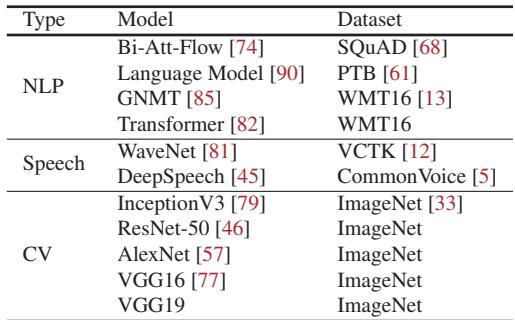 Type Model Dataset
Bi-Att-Flow [74] SQuAD [68]
Language Model [90] PTB [61]
NLP
GNMT [85] WMT16 [13]
Transformer [82] WMT16
WaveNet [81] VCTK [12]
Speech
DeepSpeech [45] CommonVoice [5]
InceptionV3 [79] ImageNet [33]
ResNet-50 [46] ImageNet
CV AlexNet [57] ImageNet
VGG16 [77] ImageNet
VGG19 ImageNet